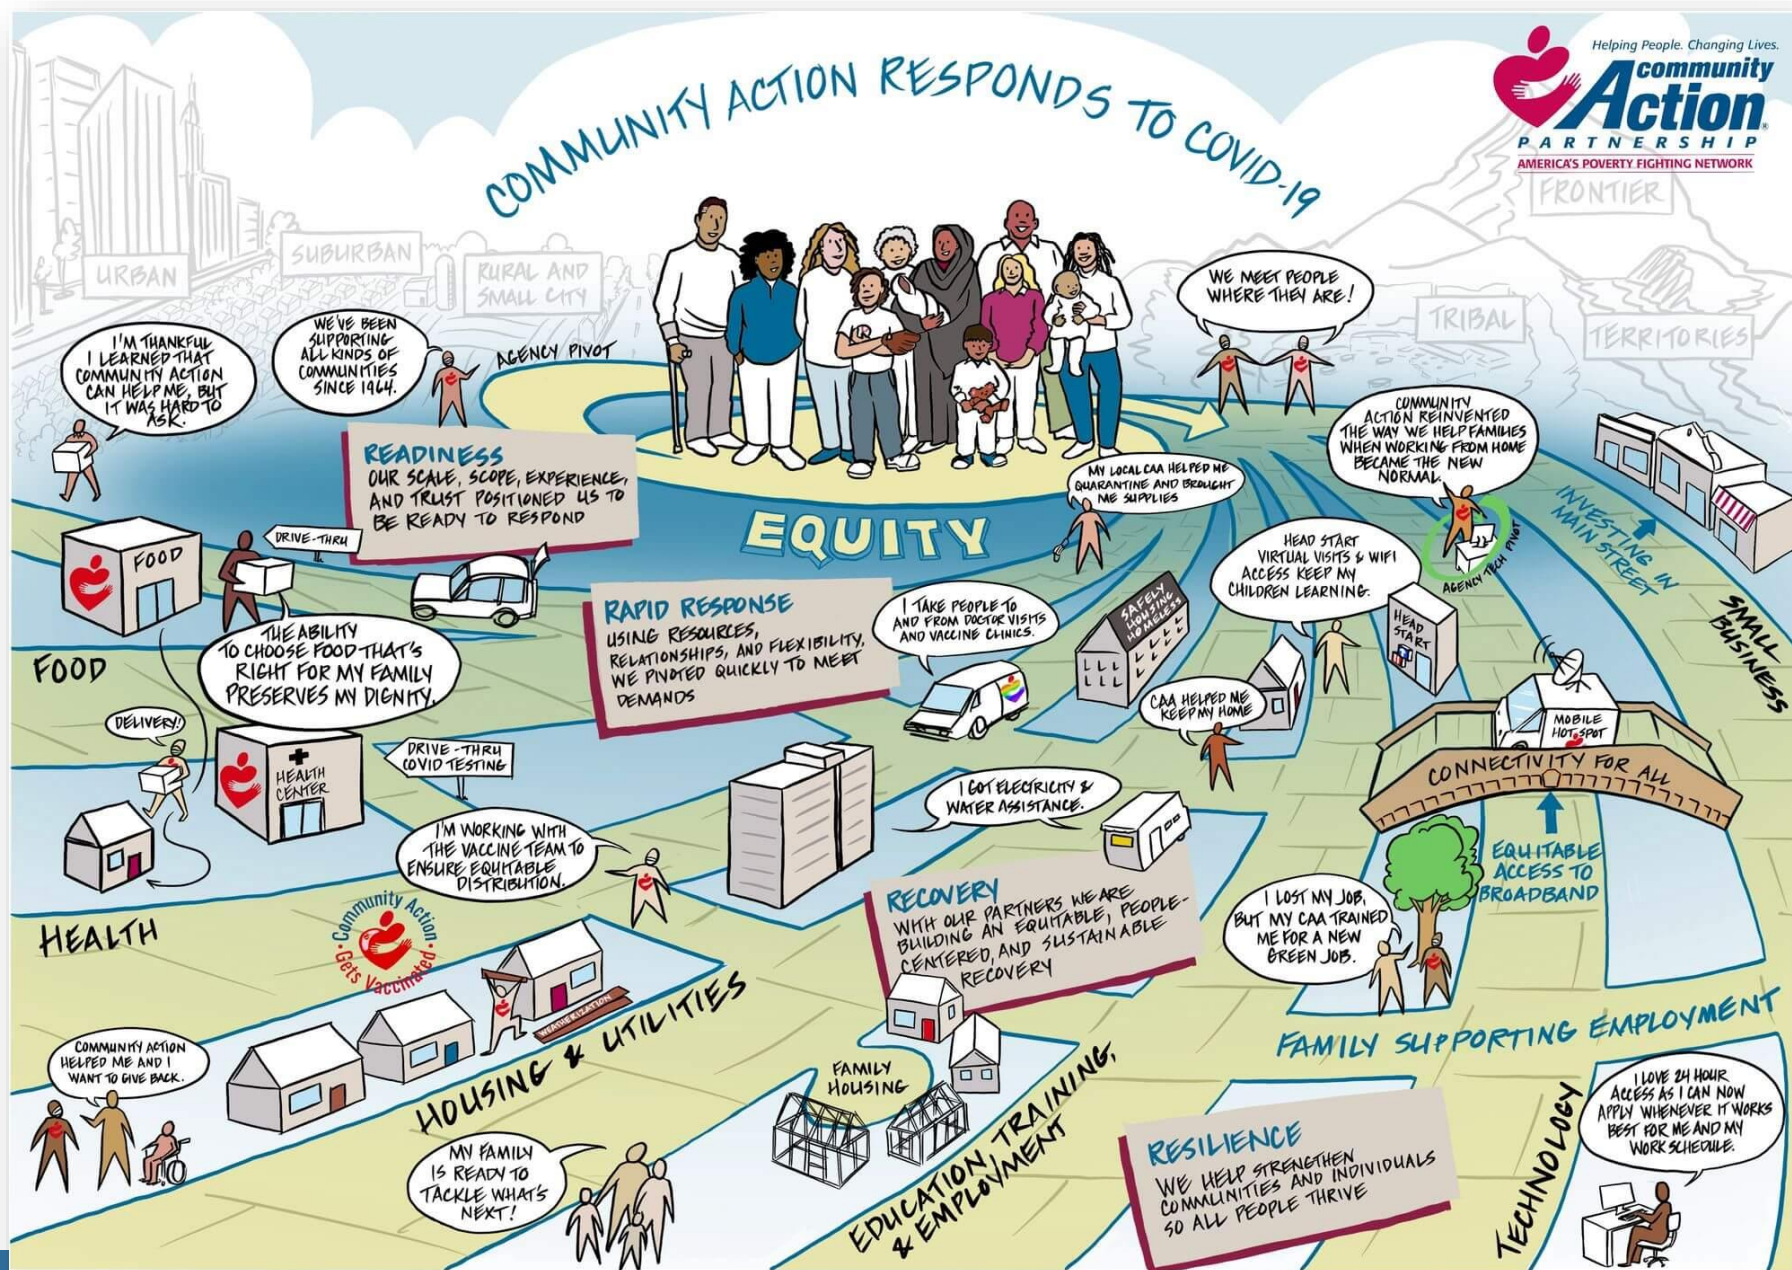 COMMUNITY ACTION RESPONDS TO COVID-19
Helping People. Changing Lives.
community
Action®
PARTNERSHIP
AMERICA'S POVERTY FIGHTING NETWORK
FRONTIER
URBAN
SUBURBAN
RURAL AND
SMALL CITY
TRIBAL
TERRITORIES
I'M THANKFUL
I LEARNED THAT
COMMUNITY ACTION
CAN HELP ME, BUT
IT WAS HARD TO
ASK.
WE'VE BEEN
SUPPORTING
ALL KINDS OF
COMMUNITIES
SINCE 1964.
AGENCY PIVOT
WE MEET PEOPLE
WHERE THEY ARE!
READINESS
OUR SCALE, SCOPE, EXPERIENCE,
AND TRUST POSITIONED US TO
BE READY TO RESPOND
EQUITY
MY LOCAL CAA HELPED ME
QUARANTINE AND BROUGHT
ME SUPPLIES
COMMUNITY
ACTION REINVENTED
THE WAY WE HELP FAMILIES
WHEN WORKING FROM HOME
BECAME THE NEW
NORMAL.
AGENCY TECH PIVOT
INVESTING IN
MAIN STREET
SMALL
BUSINESS
FOOD
DRIVE-THRU
FOOD
THE ABILITY
TO CHOOSE FOOD THAT'S
RIGHT FOR MY FAMILY
PRESERVES MY DIGNITY.
RAPID RESPONSE
USING RESOURCES,
RELATIONSHIPS, AND FLEXIBILITY,
WE PIVOTED QUICKLY TO MEET
DEMANDS
I TAKE PEOPLE TO
AND FROM DOCTOR VISITS
AND VACCINE CLINICS.
SAFELY
HOUSING
HOMELESS
HEAD START
VIRTUAL VISITS & WIFI
ACCESS KEEP MY
CHILDREN LEARNING.
HEAD
START
CAA HELPED ME
KEEP MY HOME
MOBILE
HOT SPOT
CONNECTIVITY FOR ALL
EQUITABLE
ACCESS TO
BROADBAND
DELIVERY!
HEALTH
CENTER
DRIVE-THRU
COVID TESTING
HEALTH
I'M WORKING WITH
THE VACCINE TEAM TO
ENSURE EQUITABLE
DISTRIBUTION.
Community Action
Gets Vaccinated
I GOT ELECTRICITY &
WATER ASSISTANCE.
RECOVERY
WITH OUR PARTNERS WE ARE
BUILDING AN EQUITABLE, PEOPLE-
CENTERED, AND SUSTAINABLE
RECOVERY
I LOST MY JOB,
BUT MY CAA TRAINED
ME FOR A NEW
GREEN JOB.
FAMILY SUPPORTING EMPLOYMENT
WEATHERIZATION
HOUSING & UTILITIES
COMMUNITY ACTION
HELPED ME AND I
WANT TO GIVE BACK.
MY FAMILY
IS READY TO
TACKLE WHAT'S
NEXT!
FAMILY
HOUSING
EDUCATION, TRAINING,
& EMPLOYMENT
RESILIENCE
WE HELP STRENGTHEN
COMMUNITIES AND INDIVIDUALS
SO ALL PEOPLE THRIVE
TECHNOLOGY
I LOVE 24 HOUR
ACCESS AS I CAN NOW
APPLY WHENEVER IT WORKS
BEST FOR ME AND MY
WORK SCHEDULE.